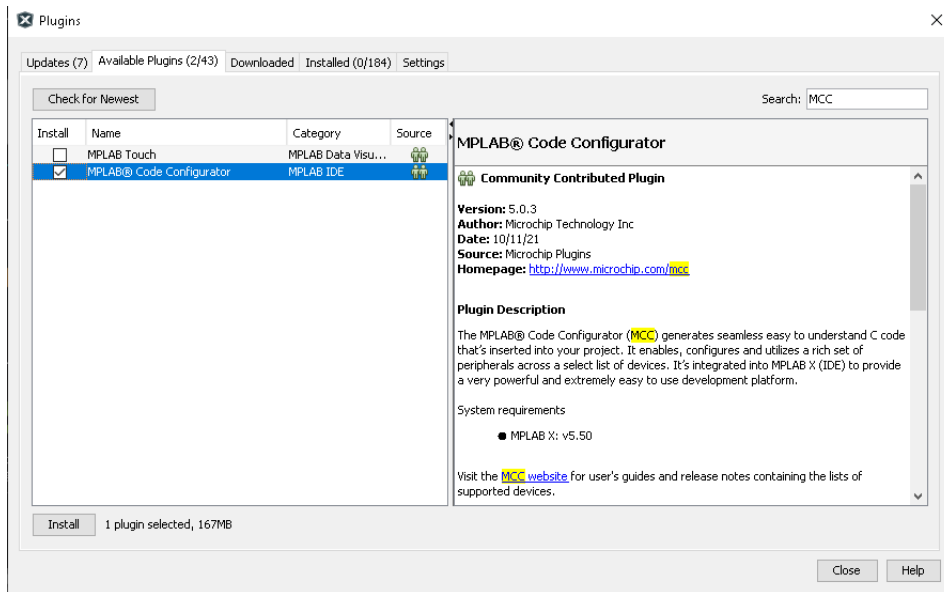 Plugins
Updates (7) Available Plugins (2/43) Downloaded Installed (0/184) Settings
Check for Newest Search: MCC
Install Name Category Source
MPLAB Touch MPLAB Data Visu...
MPLAB® Code Configurator MPLAB IDE
MPLAB® Code Configurator
Community Contributed Plugin
Version: 5.0.3
Author: Microchip Technology Inc
Date: 10/11/21
Source: Microchip Plugins
Homepage: http://www.microchip.com/mcc
Plugin Description
The MPLAB® Code Configurator (MCC) generates seamless easy to understand C code
that's inserted into your project. It enables, configures and utilizes a rich set of
peripherals across a select list of devices. It's integrated into MPLAB X (IDE) to provide
a very powerful and extremely easy to use development platform.
System requirements
● MPLAB X: v5.50
Visit the MCC website for user's guides and release notes containing the lists of
supported devices.
Install 1 plugin selected, 167MB
Close Help